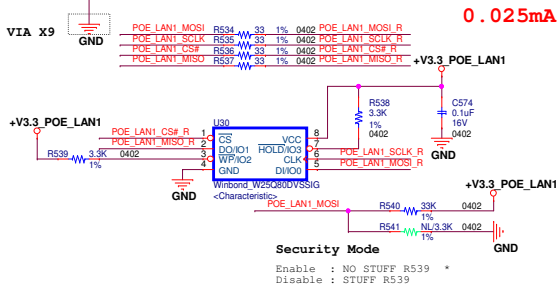 VIA X9
GND
0.025mA
POE_LAN1_MOSI R534 33 1% 0402 POE_LAN1_MOSI_R
POE_LAN1_SCLK R535 33 1% 0402 POE_LAN1_SCLK_R
POE_LAN1_CS# R536 33 1% 0402 POE_LAN1_CS#_R
POE_LAN1_MISO R537 33 1% 0402 POE_LAN1_MISO_R
+V3.3_POE_LAN1
R538
3.3K
1%
0402
C574
0.1uF
16V
0402
GND
+V3.3_POE_LAN1
R539 3.3K 0402
1%
POE_LAN1_CS#_R
POE_LAN1_MISO_R
U30
1 CS VCC 8
2 DO/IO1 HOLD/IO3 7
3 WP/IO2 CLK 6 POE_LAN1_SCLK_R
4 GND DI/IO0 5 POE_LAN1_MOSI_R
Winbond_W25Q80DVSSIG
<Characteristic>
GND
+V3.3_POE_LAN1
POE_LAN1_MOSI
R540 33K 0402
1%
R541 NL/3.3K 0402
1%
GND
Security Mode
Enable : NO STUFF R539 *
Disable : STUFF R539